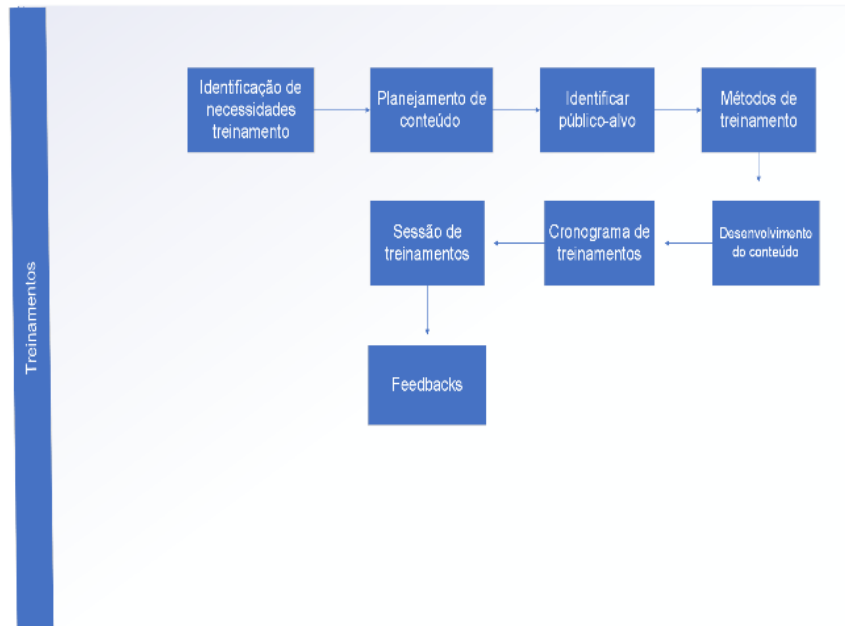 Treinamentos
Identificação de
necessidades
treinamento
Planejamento de
conteúdo
Identificar
público-alvo
Métodos de
treinamento
Desenvolvimento
do conteúdo
Cronograma de
treinamentos
Sessão de
treinamentos
Feedbacks